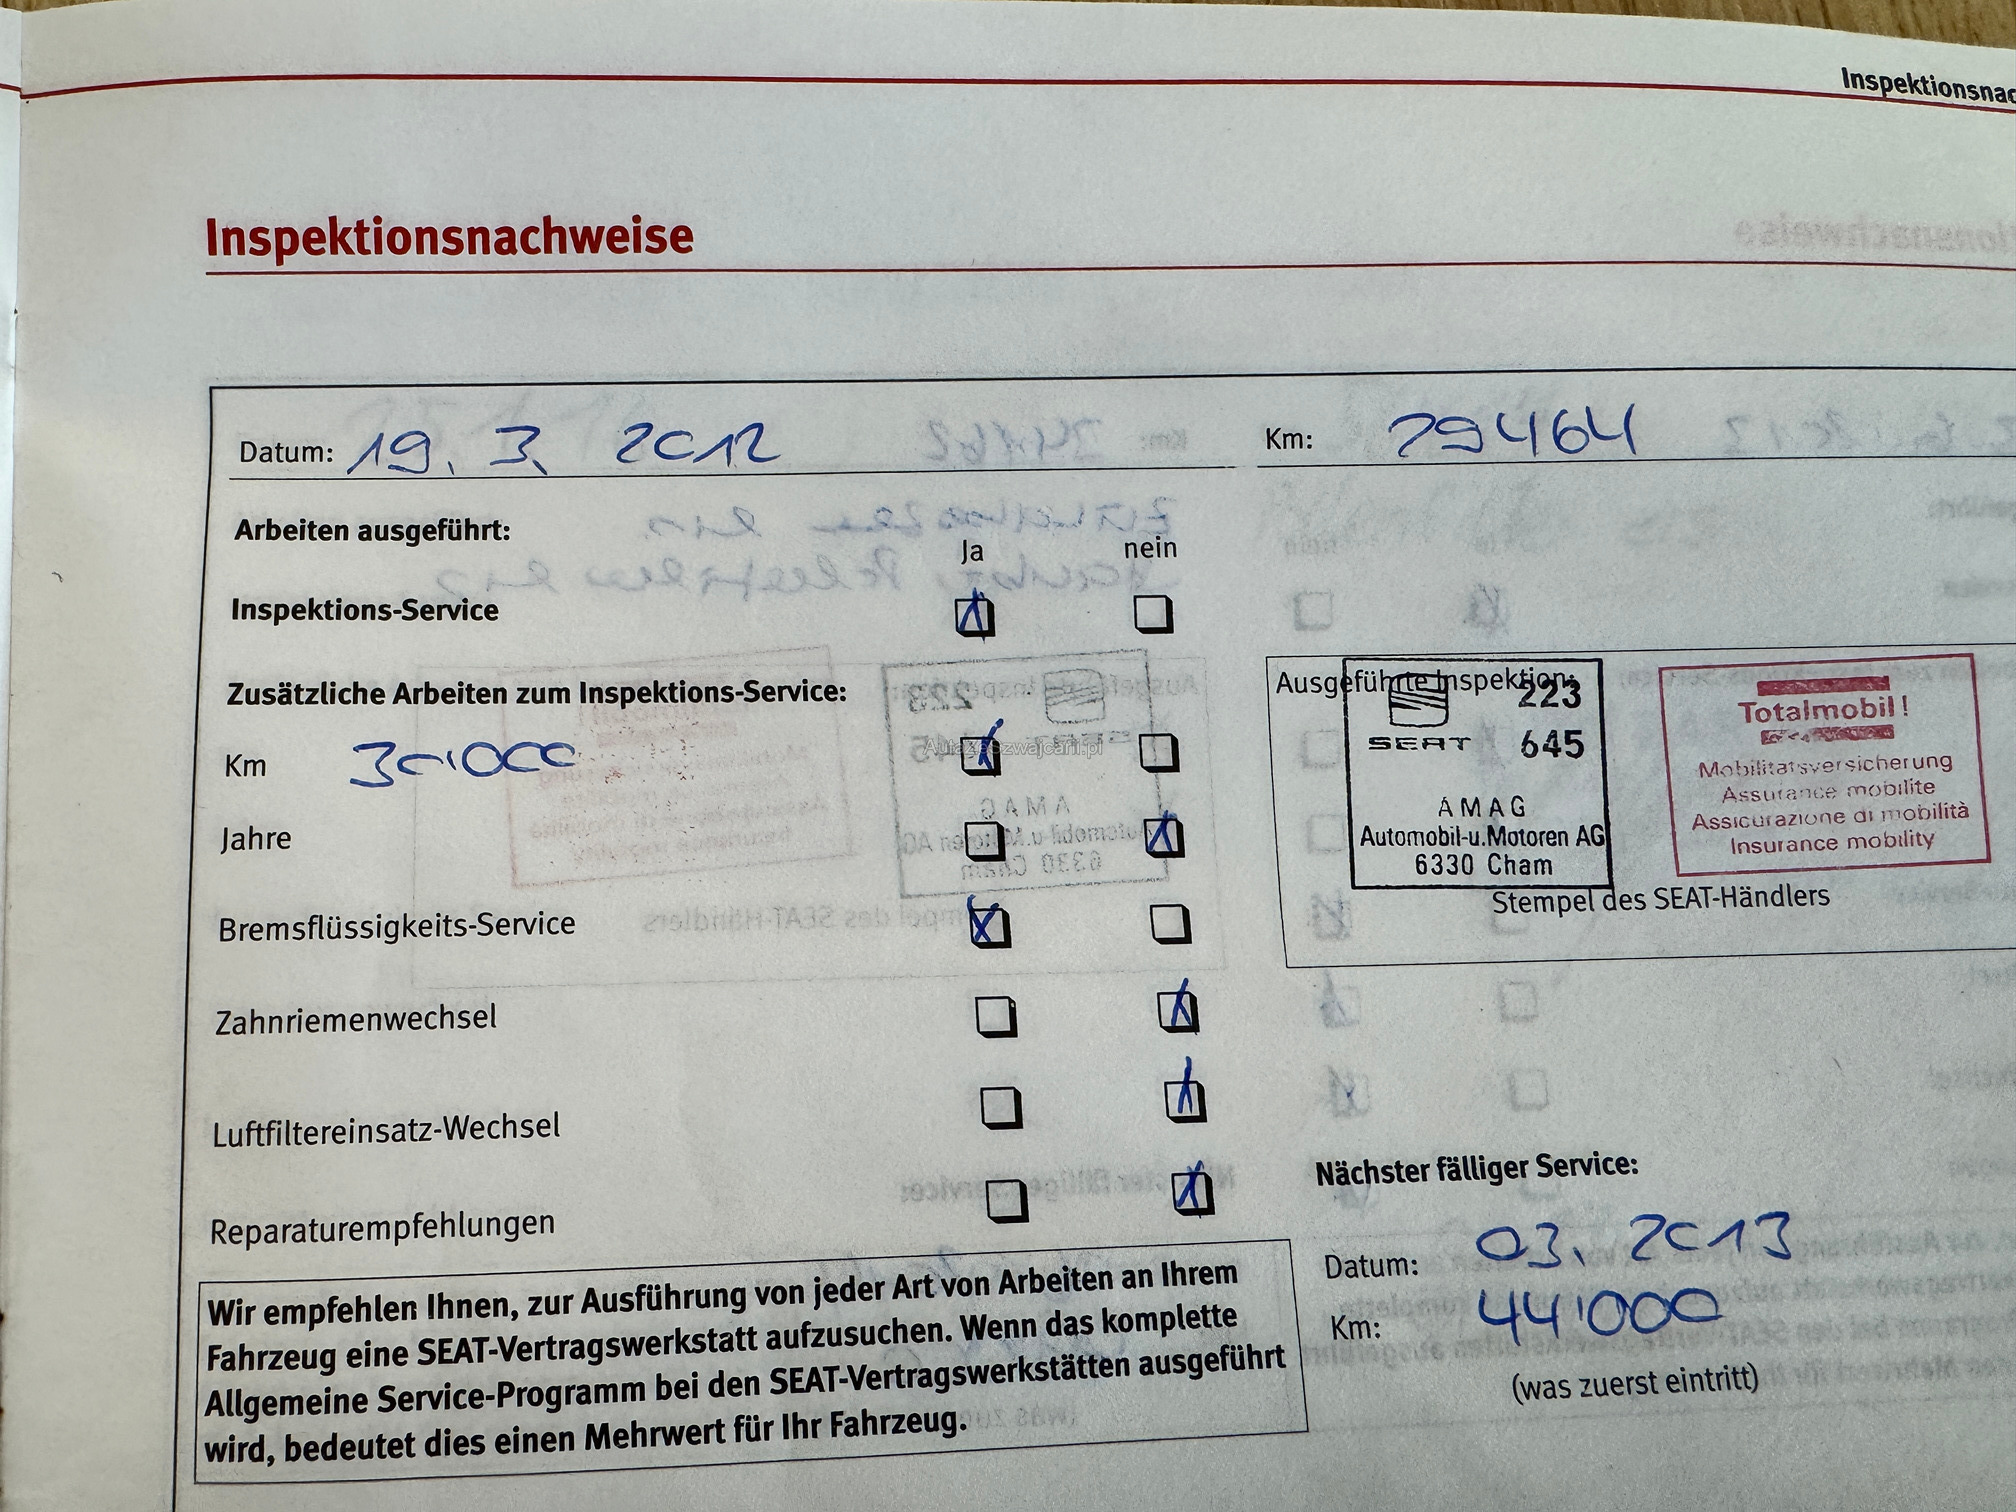 Inspektionsnac
Inspektionsnachweise
Datum: 19. 3. 2012
Km: 29464
Arbeiten ausgeführt:
Ja nein
Inspektions-Service
Zusätzliche Arbeiten zum Inspektions-Service:
Km 30'000
Jahre
Bremsflüssigkeits-Service
Zahnriemenwechsel
Luftfiltereinsatz-Wechsel
Reparaturempfehlungen
Autazeszwajcarii.pl
Ausgeführte Inspektion:
223
SEAT 645
AMAG
Automobil-u.Motoren AG
6330 Cham
Totalmobil!
Mobilitätsversicherung
Assurance mobilite
Assicurazione di mobilità
Insurance mobility
Stempel des SEAT-Händlers
Nächster fälliger Service:
Datum: 03. 2013
Km: 44'000
(was zuerst eintritt)
Wir empfehlen Ihnen, zur Ausführung von jeder Art von Arbeiten an Ihrem
Fahrzeug eine SEAT-Vertragswerkstatt aufzusuchen. Wenn das komplette
Allgemeine Service-Programm bei den SEAT-Vertragswerkstätten ausgeführt
wird, bedeutet dies einen Mehrwert für Ihr Fahrzeug.